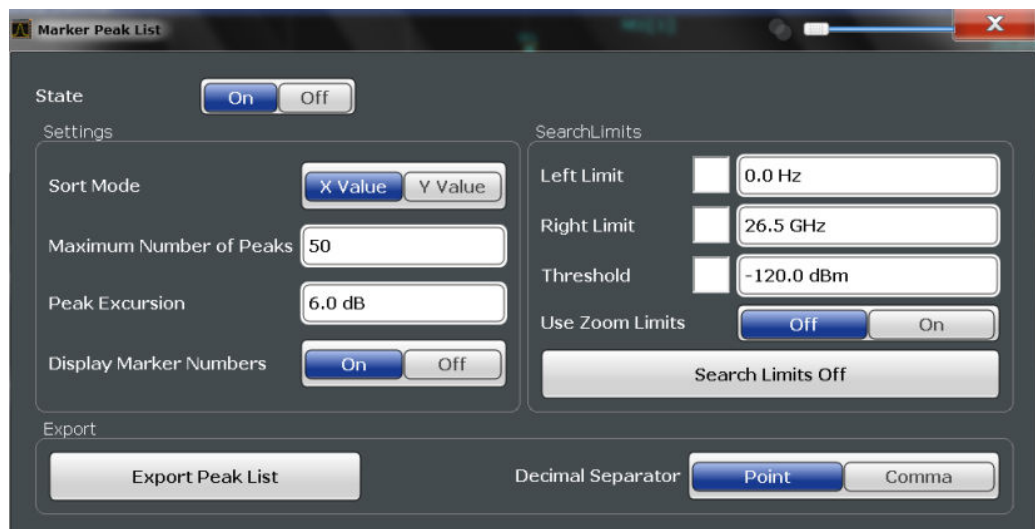 Marker Peak List
State
On
Off
Settings
Sort Mode
X Value
Y Value
Maximum Number of Peaks
50
Peak Excursion
6.0 dB
Display Marker Numbers
On
Off
SearchLimits
Left Limit
0.0 Hz
Right Limit
26.5 GHz
Threshold
-120.0 dBm
Use Zoom Limits
Off
On
Search Limits Off
Export
Export Peak List
Decimal Separator
Point
Comma